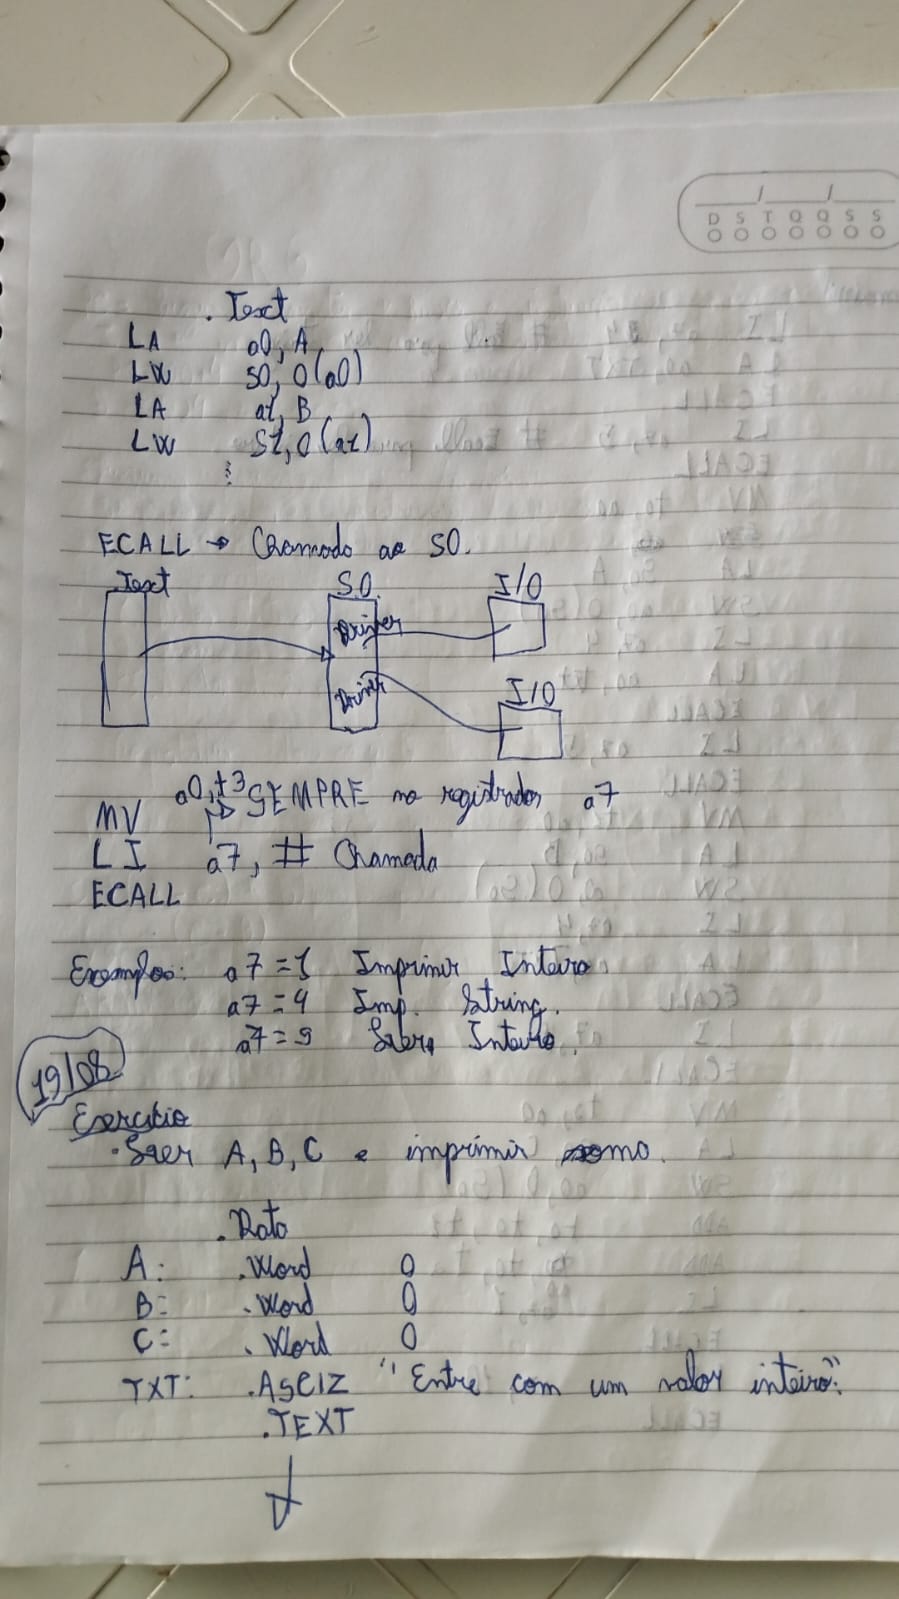 D S T Q Q S S
. Text
LA a0, A
LW s0, 0(a0)
LA a1, B
LW S1, 0(a1)
ECALL → Chamada ao SO.
Text S.O. I/O
Driver
Driver I/O
a0,t3 SEMPRE no registrador a7
MV
LI a7, # Chamada
ECALL
Exemplos: a7 = 1 Imprimir Inteiro
a7 = 4 Imp. String.
a7 = 5 Inteiro.
19/08
Exercício
A, B, C e imprimir soma.
.Data
A: .Word 0
B: .Word 0
C: .Word 0
TXT: .ASCIZ "Entre com um valor inteiro:"
.TEXT